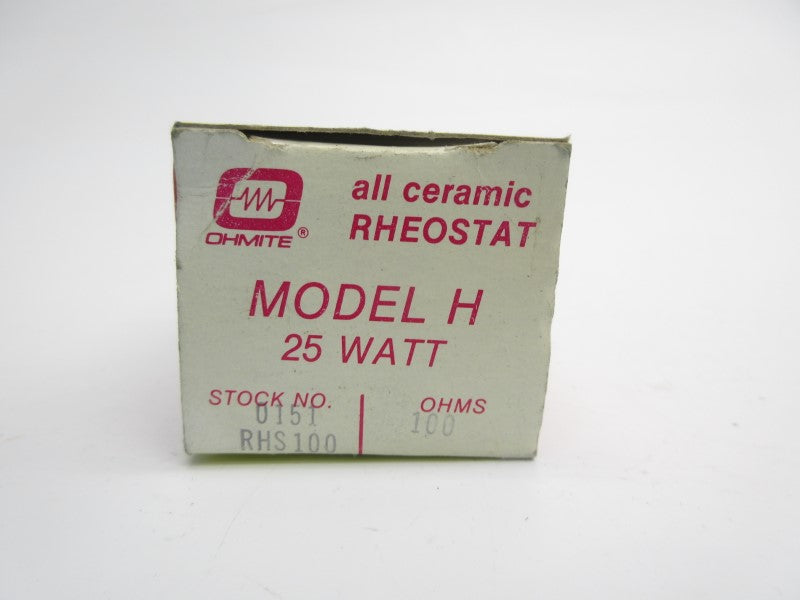 OHMITE®
all ceramic
RHEOSTAT
MODEL H
25 WATT
STOCK NO.
0151
RHS100
OHMS
100